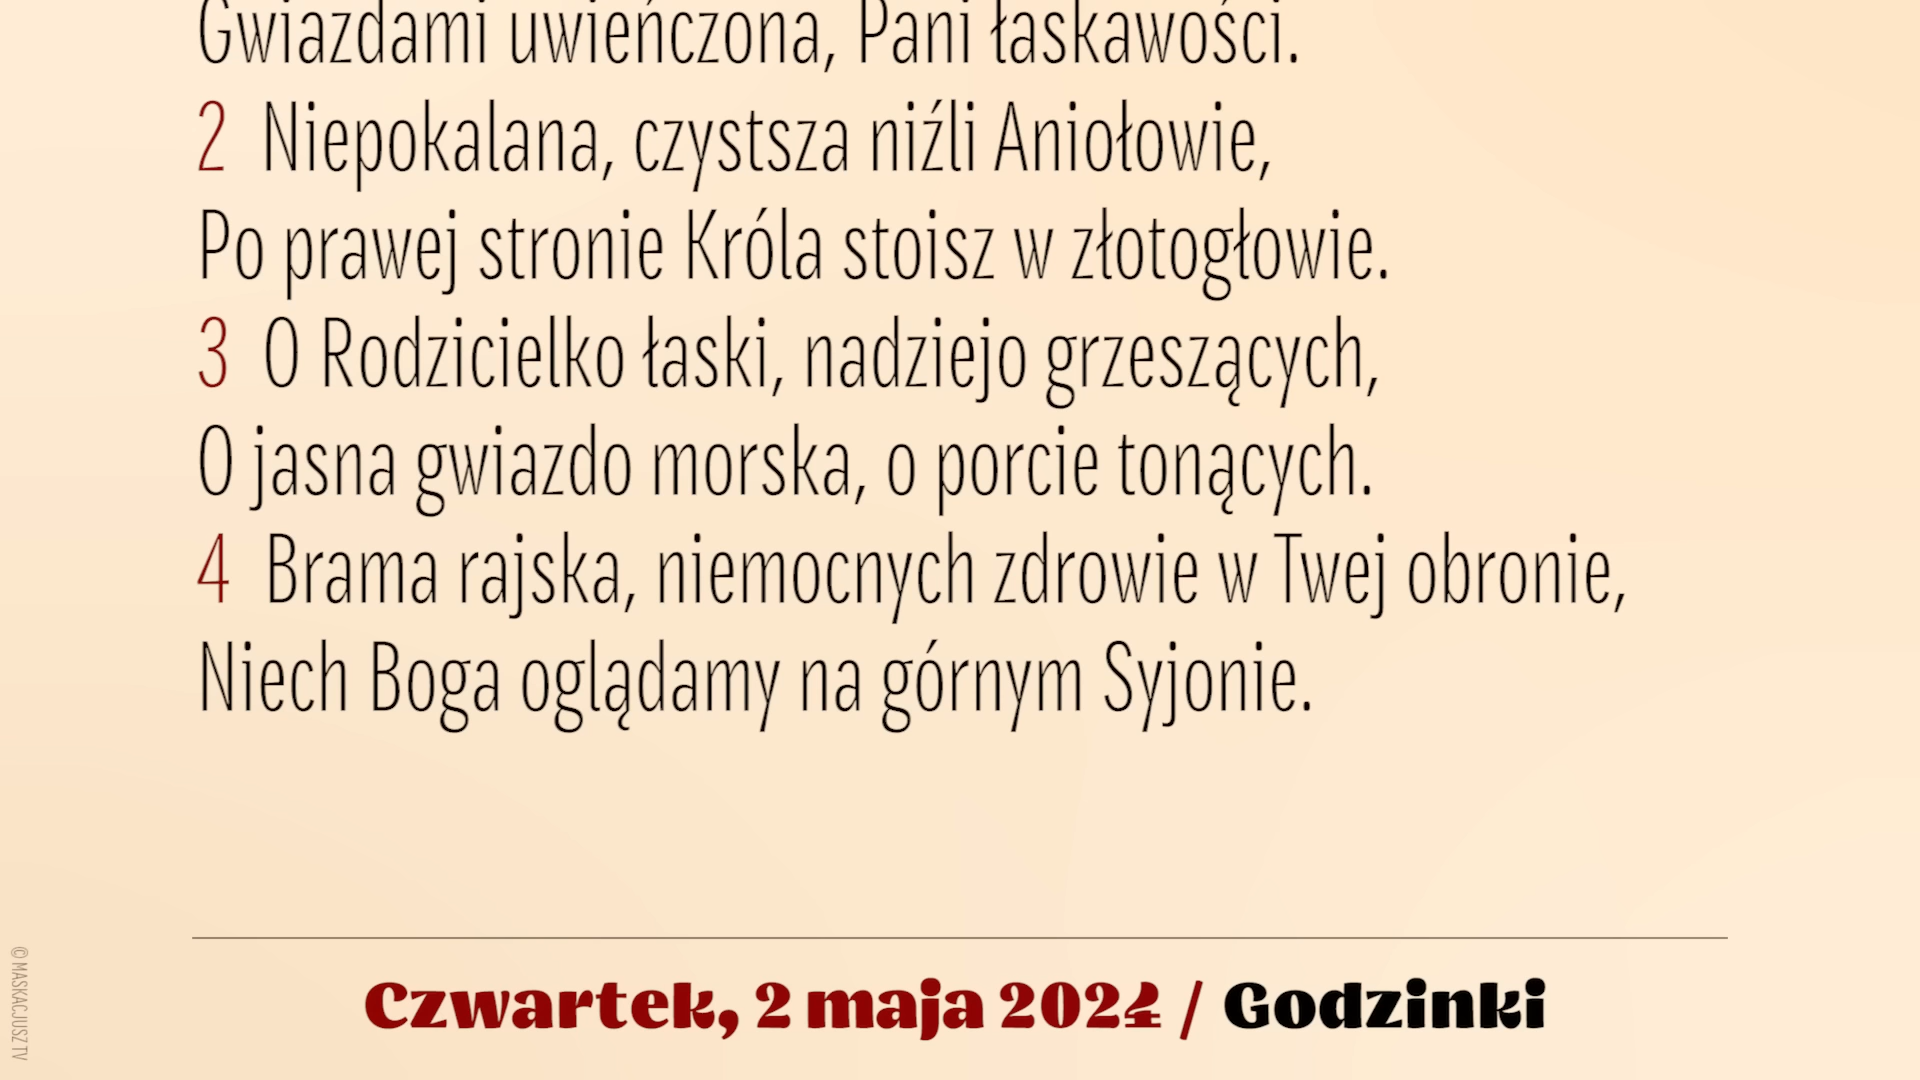 Gwiazdami uwieńczona, Pani łaskawości.
2 Niepokalana, czystsza niźli Aniołowie,
Po prawej stronie Króla stoisz w złotogłowie.
3 O Rodzicielko łaski, nadziejo grzeszących,
O jasna gwiazdo morska, o porcie tonących.
4 Brama rajska, niemocnych zdrowie w Twej obronie,
Niech Boga oglądamy na górnym Syjonie.
Czwartek, 2 maja 2024 / Godzinki
© MASKACJUSZ TV